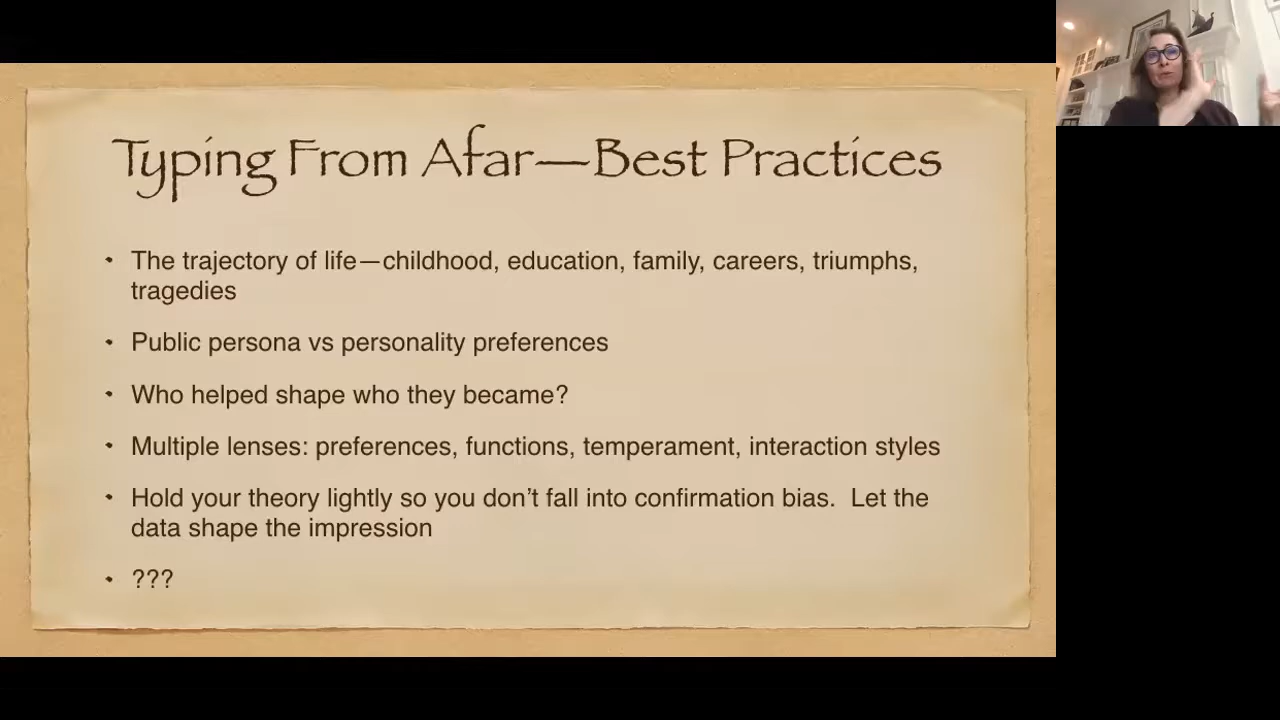 Typing From Afar—Best Practices
• The trajectory of life—childhood, education, family, careers, triumphs,
tragedies
• Public persona vs personality preferences
• Who helped shape who they became?
• Multiple lenses: preferences, functions, temperament, interaction styles
• Hold your theory lightly so you don’t fall into confirmation bias.  Let the
data shape the impression
• ???